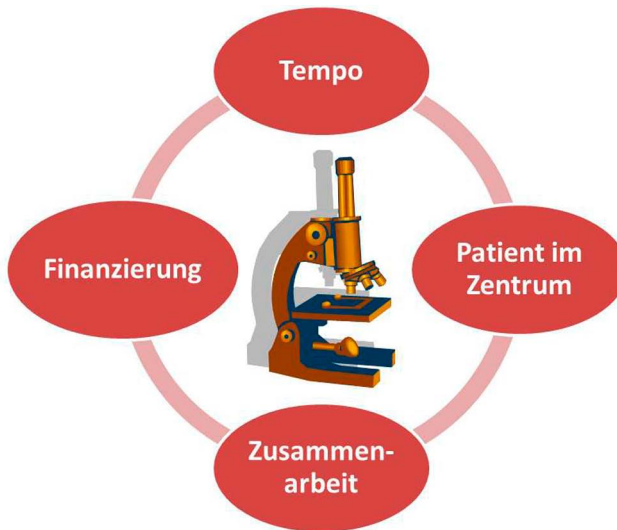 Tempo
Finanzierung
Patient im
Zentrum
Zusammen-
arbeit